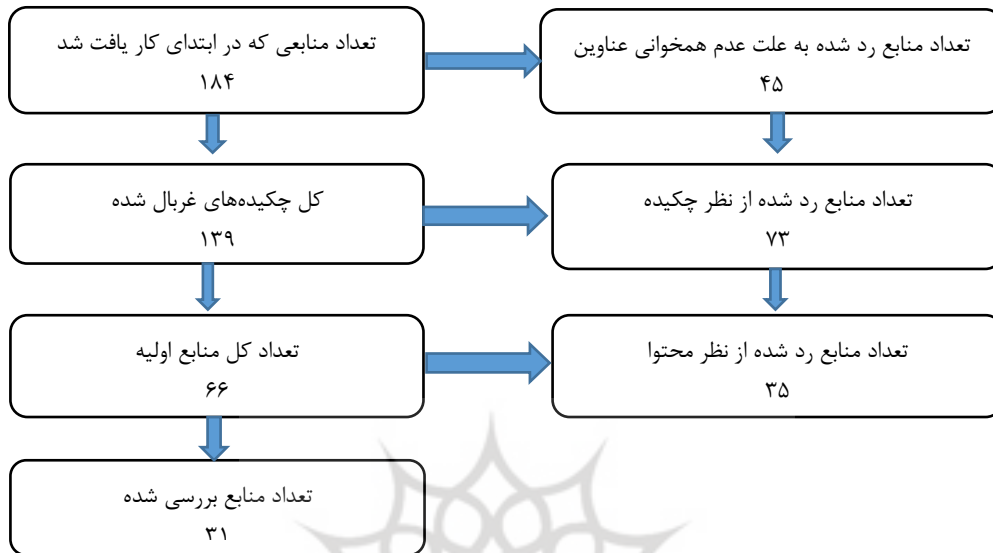 تعداد منابعی که در ابتدای کار یافت شد
۱۸۴
تعداد منابع رد شده به علت عدم همخوانی عناوین
۴۵
کل چکیده‌های غربال شده
۱۳۹
تعداد منابع رد شده از نظر چکیده
۷۳
تعداد کل منابع اولیه
۶۶
تعداد منابع رد شده از نظر محتوا
۳۵
تعداد منابع بررسی شده
۳۱